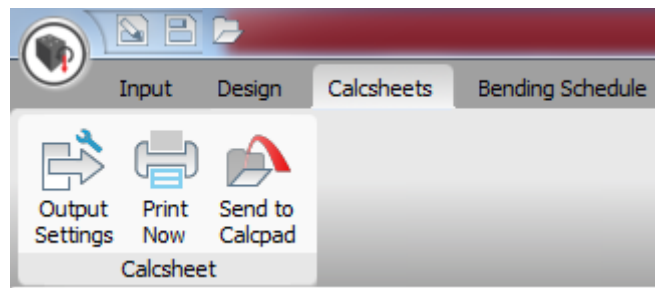 Input Design Calcsheets Bending Schedule
Output Print Send to
Settings Now Calcpad
Calcsheet